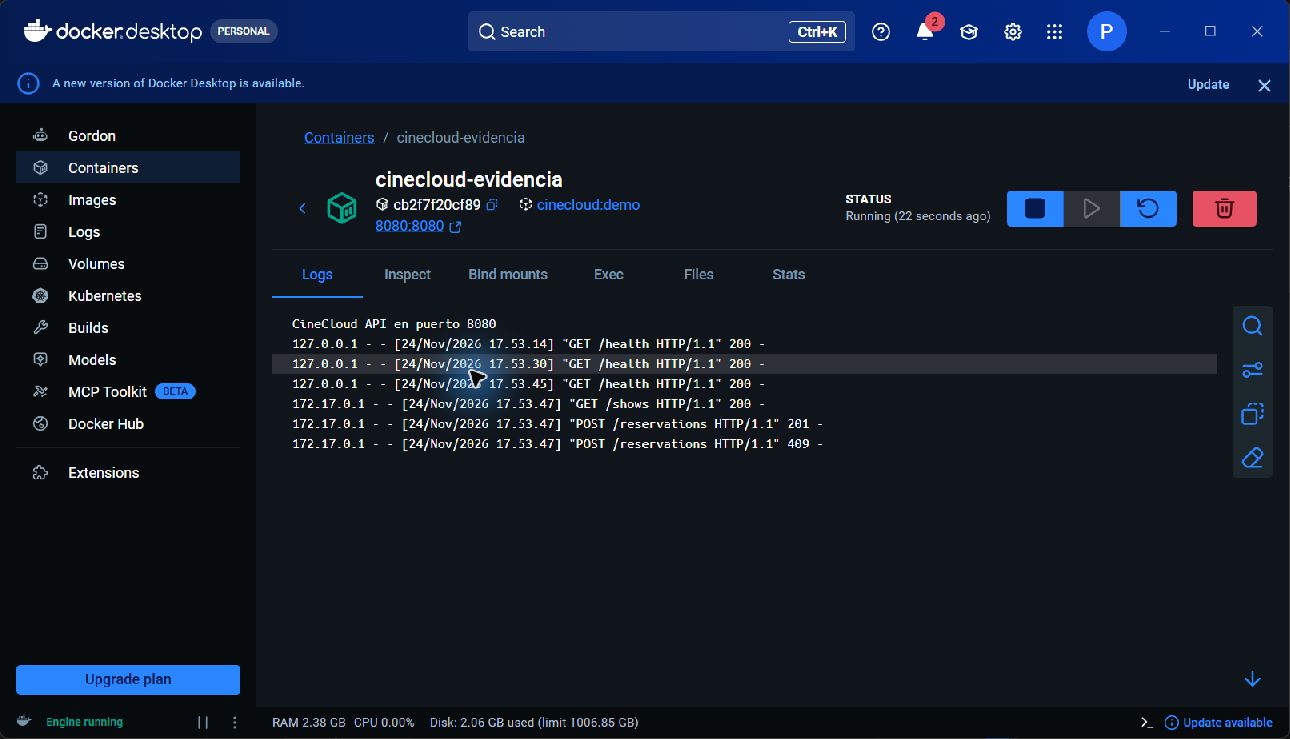 docker.desktop PERSONAL Search Ctrl+K 2 P
A new version of Docker Desktop is available. Update
Gordon
Containers
Images
Logs
Volumes
Kubernetes
Builds
Models
MCP Toolkit BETA
Docker Hub
Extensions
Upgrade plan
Containers / cinecloud-evidencia
cinecloud-evidencia
cb2f7f20cf89 cinecloud:demo
8080:8080
STATUS
Running (22 seconds ago)
Logs Inspect Bind mounts Exec Files Stats
CineCloud API en puerto 8080
127.0.0.1 - - [24/Nov/2026 17.53.14] "GET /health HTTP/1.1" 200 -
127.0.0.1 - - [24/Nov/2026 17.53.30] "GET /health HTTP/1.1" 200 -
127.0.0.1 - - [24/Nov/2026 17.53.45] "GET /health HTTP/1.1" 200 -
172.17.0.1 - - [24/Nov/2026 17.53.47] "GET /shows HTTP/1.1" 200 -
172.17.0.1 - - [24/Nov/2026 17.53.47] "POST /reservations HTTP/1.1" 201 -
172.17.0.1 - - [24/Nov/2026 17.53.47] "POST /reservations HTTP/1.1" 409 -
Engine running RAM 2.38 GB CPU 0.00% Disk: 2.06 GB used (limit 1006.85 GB) Update available